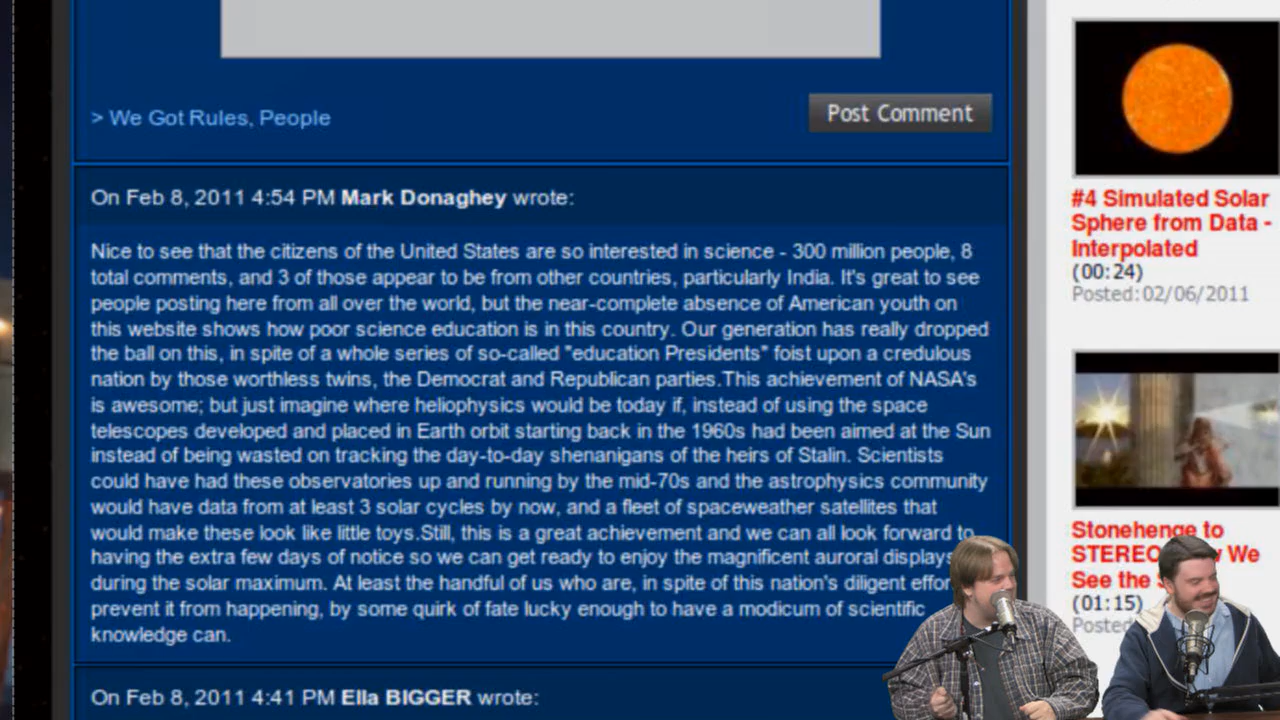 > We Got Rules, People
Post Comment
On Feb 8, 2011 4:54 PM Mark Donaghey wrote:
Nice to see that the citizens of the United States are so interested in science - 300 million people, 8
total comments, and 3 of those appear to be from other countries, particularly India. It's great to see
people posting here from all over the world, but the near-complete absence of American youth on
this website shows how poor science education is in this country. Our generation has really dropped
the ball on this, in spite of a whole series of so-called "education Presidents" foist upon a credulous
nation by those worthless twins, the Democrat and Republican parties.This achievement of NASA's
is awesome; but just imagine where heliophysics would be today if, instead of using the space
telescopes developed and placed in Earth orbit starting back in the 1960s had been aimed at the Sun
instead of being wasted on tracking the day-to-day shenanigans of the heirs of Stalin. Scientists
could have had these observatories up and running by the mid-70s and the astrophysics community
would have data from at least 3 solar cycles by now, and a fleet of spaceweather satellites that
would make these look like little toys.Still, this is a great achievement and we can all look forward to
having the extra few days of notice so we can get ready to enjoy the magnificent auroral displays
during the solar maximum. At least the handful of us who are, in spite of this nation's diligent
prevent it from happening, by some quirk of fate lucky enough to have a modicum of scientific
knowledge can.
On Feb 8, 2011 4:41 PM Ella BIGGER wrote:
#4 Simulated Solar
Sphere from Data -
Interpolated
(00:24)
Posted: 02/06/2011
Stonehenge to
STEREO We
See the
(01:15)
Posted